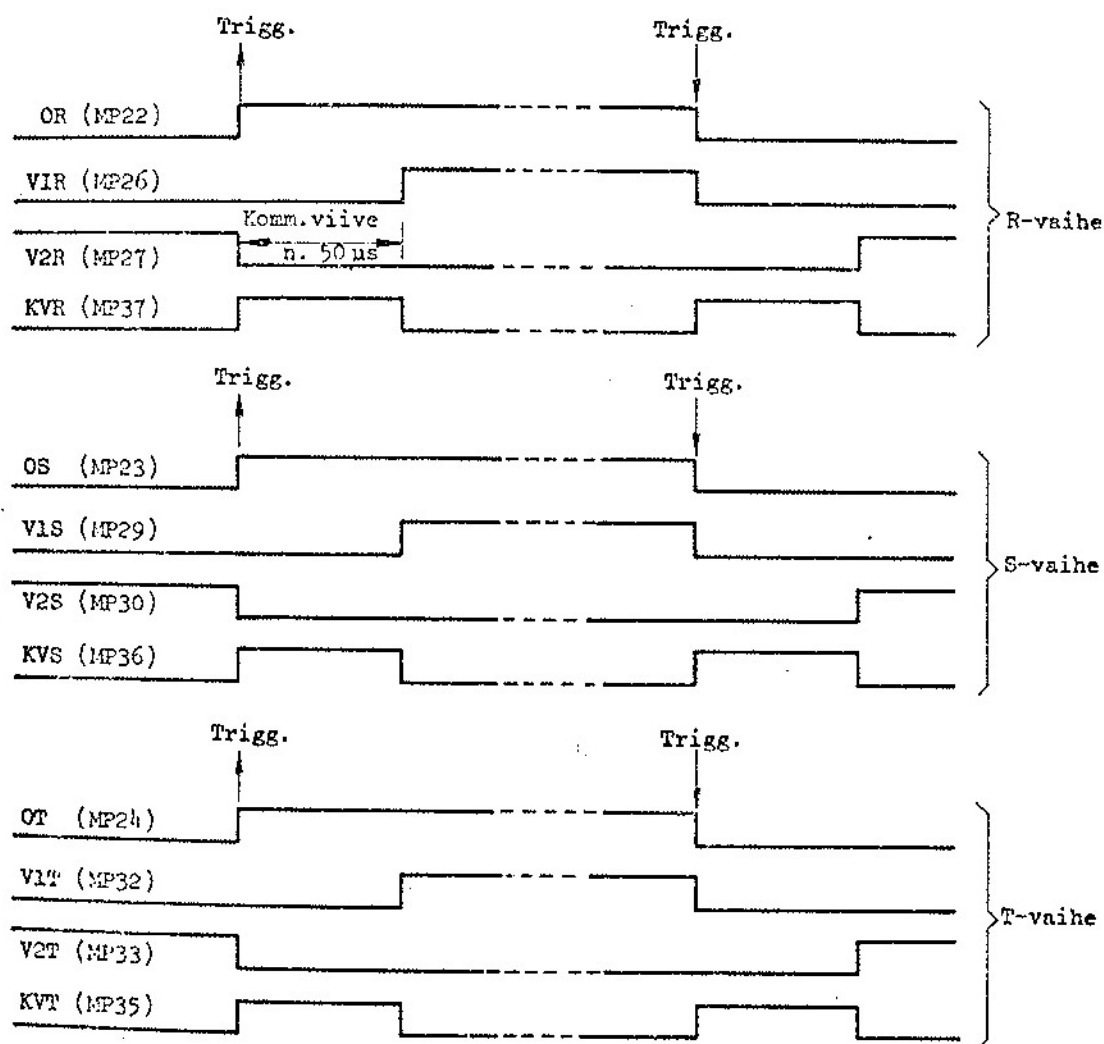 Trigg. Trigg.
OR (MP22)
V1R (MP26)
Komm.viive
V2R (MP27)
n. 50 µs
KVR (MP37)
R-vaihe
Trigg. Trigg.
OS (MP23)
V1S (MP29)
V2S (MP30)
KVS (MP36)
S-vaihe
Trigg. Trigg.
OT (MP24)
V1T (MP32)
V2T (MP33)
KVT (MP35)
T-vaihe